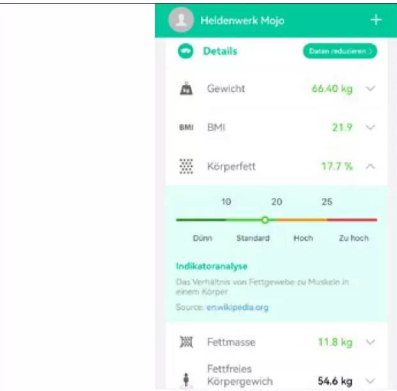 Heldenwerk Mojo +
Details Daten reduzieren >
Gewicht 66.40 kg
BMI BMI 21.9
Körperfett 17.7 %
10 20 25
Dünn Standard Hoch Zu hoch
Indikatoranalyse
Das Verhältnis von Fettgewebe zu Muskeln in
einem Körper
Source: en.wikipedia.org
Fettmasse 11.8 kg
Fettfreies
Körpergewich 54.6 kg